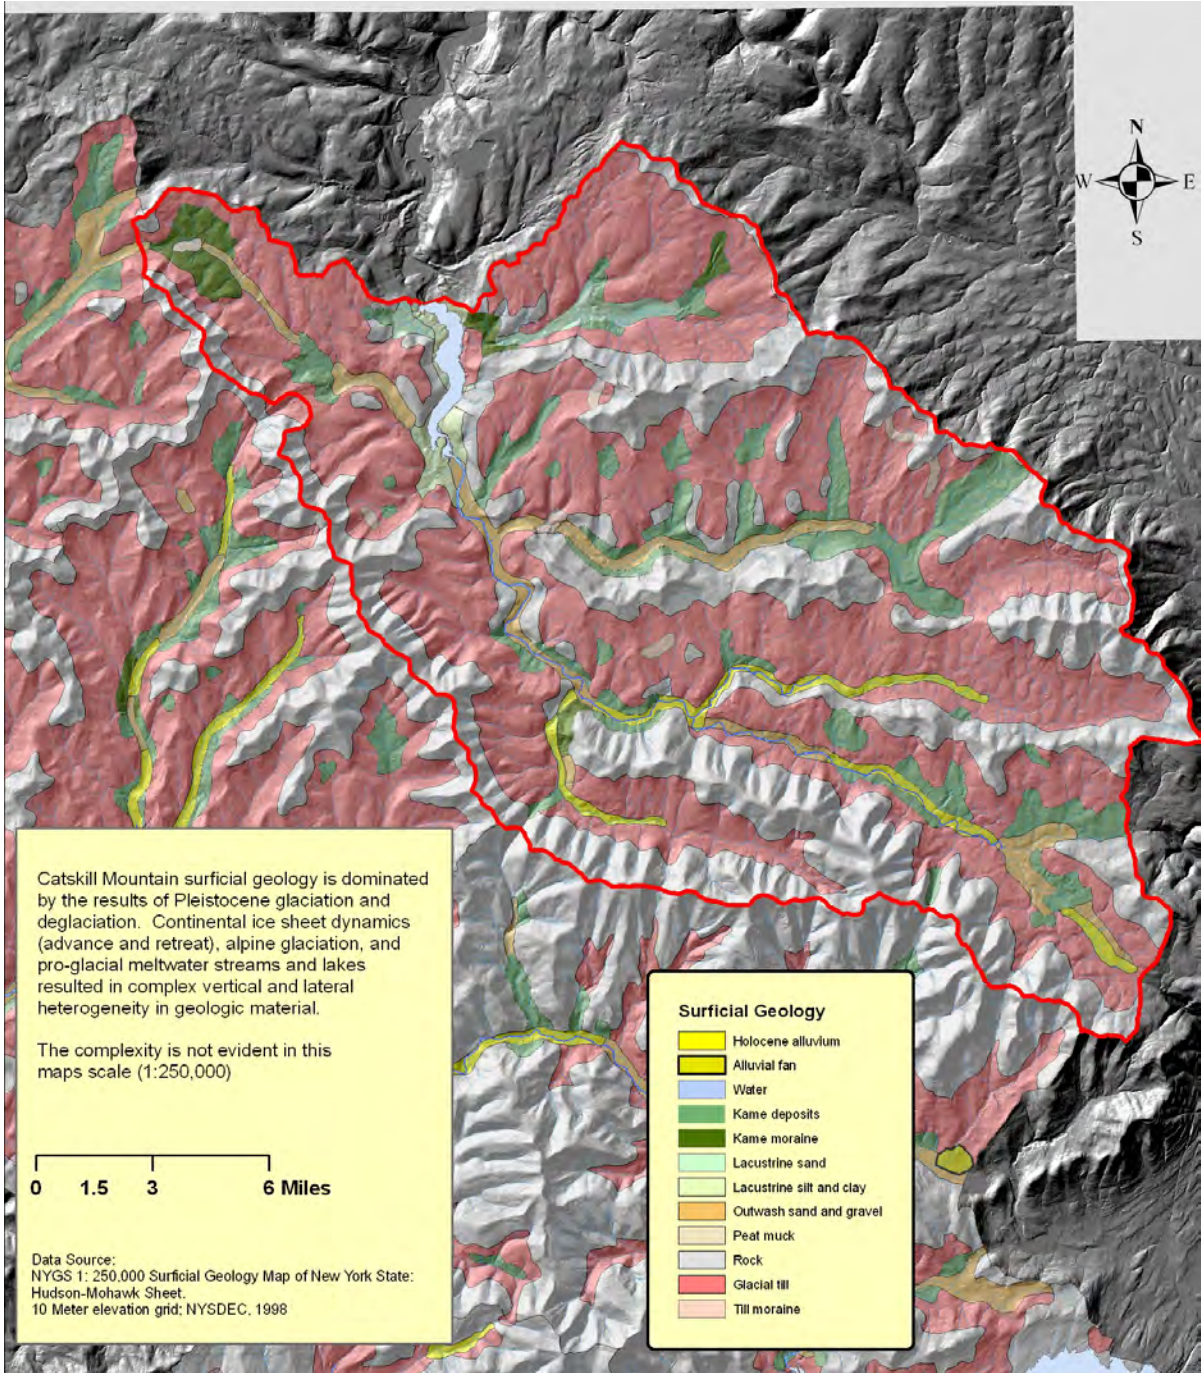 N
W E
S
Catskill Mountain surficial geology is dominated
by the results of Pleistocene glaciation and
deglaciation. Continental ice sheet dynamics
(advance and retreat), alpine glaciation, and
pro-glacial meltwater streams and lakes
resulted in complex vertical and lateral
heterogeneity in geologic material.
The complexity is not evident in this
maps scale (1:250,000)
0 1.5 3 6 Miles
Data Source:
NYGS 1: 250,000 Surficial Geology Map of New York State:
Hudson-Mohawk Sheet.
10 Meter elevation grid; NYSDEC, 1998
Surficial Geology
Holocene alluvium
Alluvial fan
Water
Kame deposits
Kame moraine
Lacustrine sand
Lacustrine silt and clay
Outwash sand and gravel
Peat muck
Rock
Glacial till
Till moraine